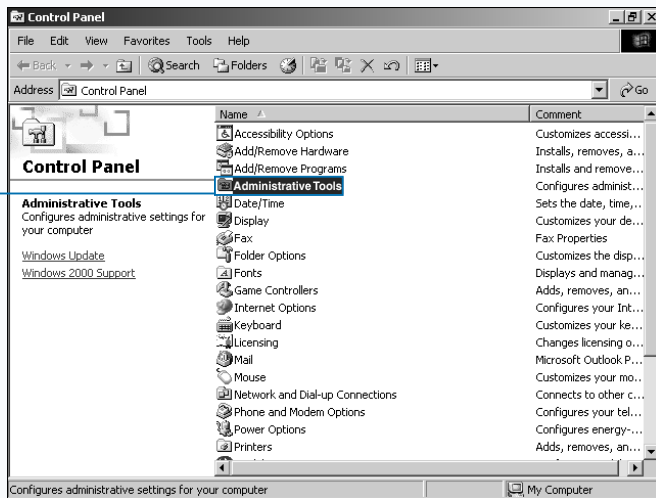 Control Panel
File Edit View Favorites Tools Help
Back Search Folders
Address Control Panel Go
Name Comment
Control Panel
Administrative Tools
Configures administrative settings for
your computer
Windows Update
Windows 2000 Support
Accessibility Options Customizes accessi...
Add/Remove Hardware Installs, removes, a...
Add/Remove Programs Installs and remove...
Administrative Tools Configures administ...
Date/Time Sets the date, time,...
Display Customizes your de...
Fax Fax Properties
Folder Options Customizes the disp...
Fonts Displays and manag...
Game Controllers Adds, removes, an...
Internet Options Configures your Int...
Keyboard Customizes your ke...
Licensing Changes licensing o...
Mail Microsoft Outlook P...
Mouse Customizes your mo...
Network and Dial-up Connections Connects to other c...
Phone and Modem Options Configures your tel...
Power Options Configures energy-...
Printers Adds, removes, an...
Configures administrative settings for your computer My Computer